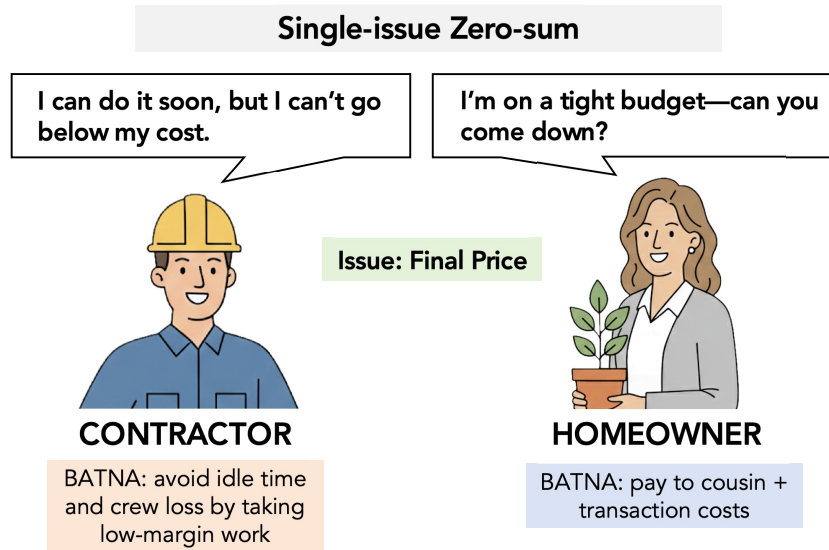 Single-issue Zero-sum
I can do it soon, but I can't go
below my cost.
I'm on a tight budget—can you
come down?
Issue: Final Price
CONTRACTOR
BATNA: avoid idle time
and crew loss by taking
low-margin work
HOMEOWNER
BATNA: pay to cousin +
transaction costs